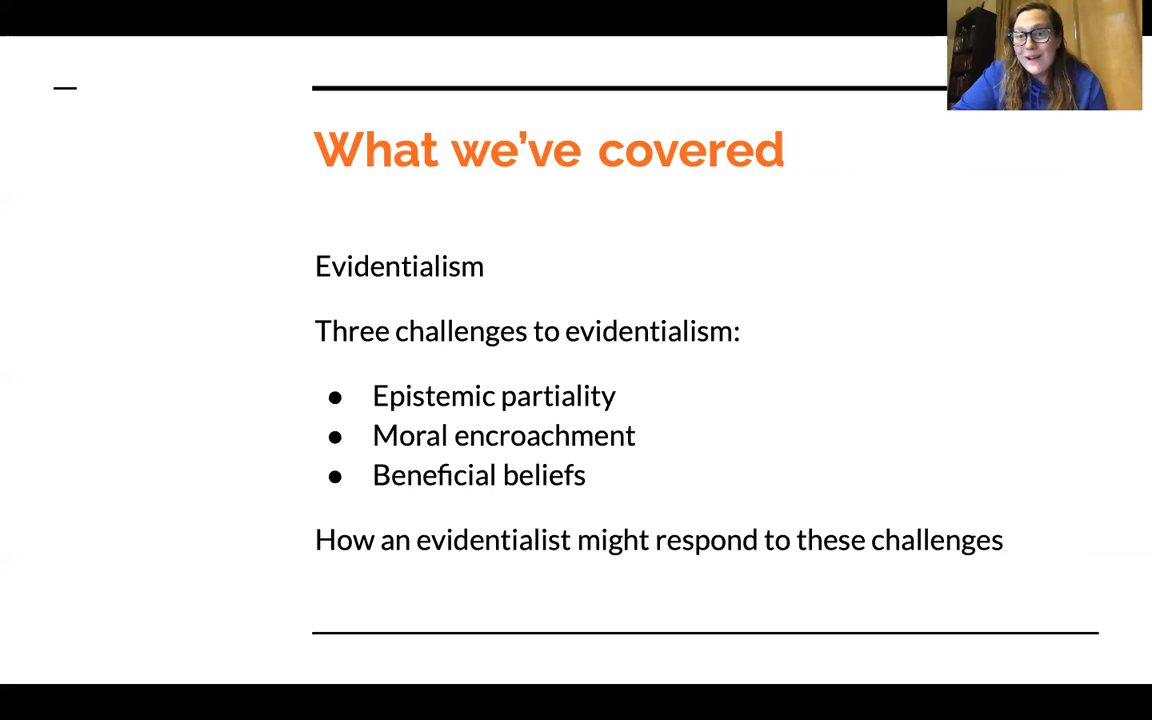 What we've covered
Evidentialism
Three challenges to evidentialism:
● Epistemic partiality
● Moral encroachment
● Beneficial beliefs
How an evidentialist might respond to these challenges